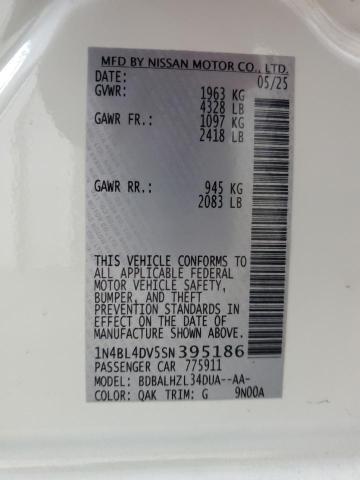 MFD BY NISSAN MOTOR CO., LTD.
DATE: 05/25
GVWR: 1963 KG
4328 LB
GAWR FR.: 1097 KG
2418 LB
GAWR RR.: 945 KG
2083 LB
THIS VEHICLE CONFORMS TO
ALL APPLICABLE FEDERAL
MOTOR VEHICLE SAFETY,
BUMPER, AND THEFT
PREVENTION STANDARDS IN
EFFECT ON THE DATE OF
MANUFACTURE SHOWN ABOVE.
1N4BL4DV5SN395186
PASSENGER CAR 775911
MODEL: BDBALHZL34DUA--AA-
COLOR: QAK TRIM: G 9N00A